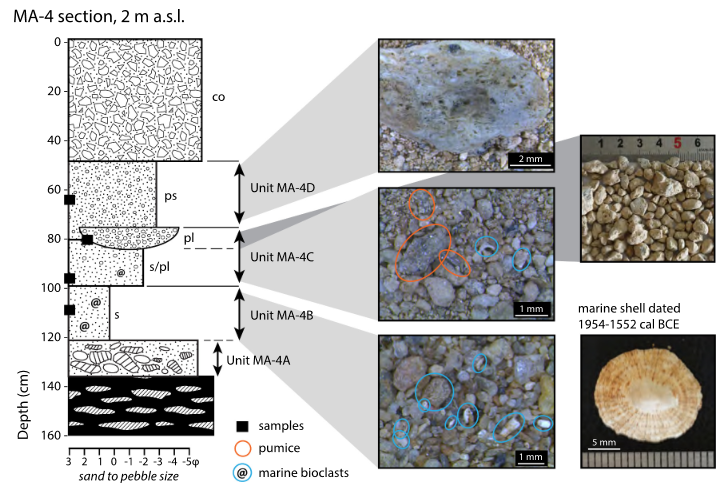 MA-4 section, 2 m a.s.l.
0
20
40
60
80
100
120
140
160
Depth (cm)
co
ps
pl
s/pl
s
@
@
@
Unit MA-4D
Unit MA-4C
Unit MA-4B
Unit MA-4A
3 2 1 0 -1 -2 -3 -4 -5φ
sand to pebble size
samples
pumice
@ marine bioclasts
2 mm
1 mm
1 mm
1 2 3 4 5 6
marine shell dated
1954-1552 cal BCE
5 mm